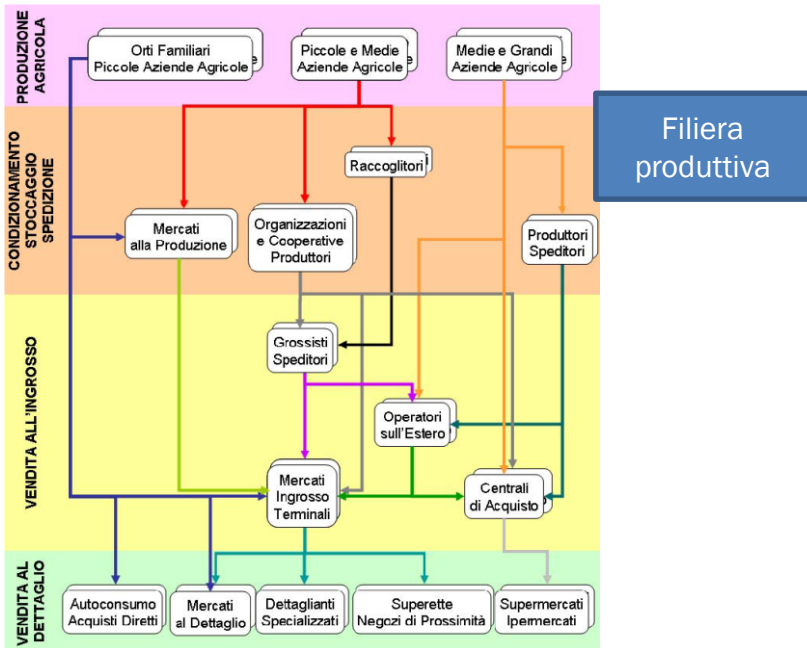 PRODUZIONE
AGRICOLA
Orti Familiari
Piccole Aziende Agricole
Piccole e Medie
Aziende Agricole
Medie e Grandi
Aziende Agricole
Filiera
produttiva
CONDIZIONAMENTO
STOCCAGGIO
SPEDIZIONE
Raccoglitori
Mercati
alla Produzione
Organizzazioni
e Cooperative
Produttori
Produttori
Speditori
VENDITA ALL'INGROSSO
Grossisti
Speditori
Operatori
sull'Estero
Mercati
Ingrosso
Terminali
Centrali
di Acquisto
VENDITA AL
DETTAGLIO
Autoconsumo
Acquisti Diretti
Mercati
al Dettaglio
Dettaglianti
Specializzati
Superette
Negozi di Prossimità
Supermercati
Ipermercati